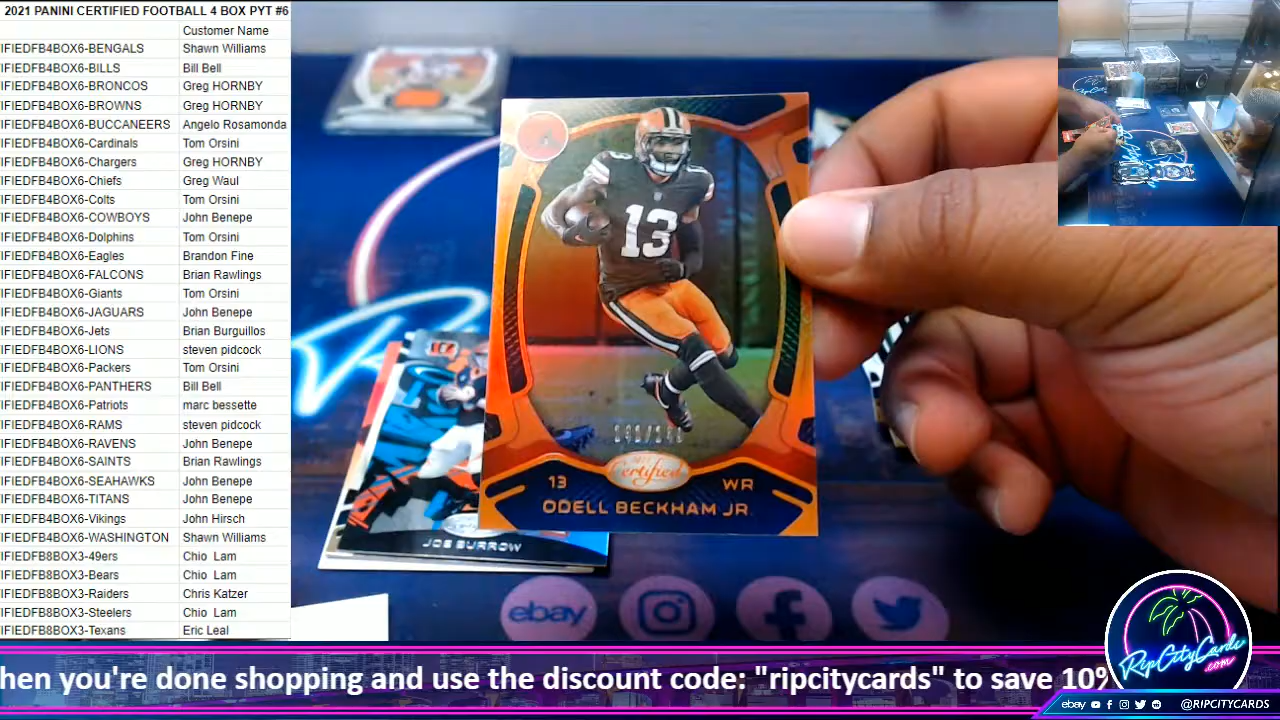 2021 PANINI CERTIFIED FOOTBALL 4 BOX PYT #6
Customer Name
IFIEDFB4BOX6-BENGALS Shawn Williams
IFIEDFB4BOX6-BILLS Bill Bell
IFIEDFB4BOX6-BRONCOS Greg HORNBY
IFIEDFB4BOX6-BROWNS Greg HORNBY
IFIEDFB4BOX6-BUCCANEERS Angelo Rosamonda
IFIEDFB4BOX6-Cardinals Tom Orsini
IFIEDFB4BOX6-Chargers Greg HORNBY
IFIEDFB4BOX6-Chiefs Greg Waul
IFIEDFB4BOX6-Colts Tom Orsini
IFIEDFB4BOX6-COWBOYS John Benepe
IFIEDFB4BOX6-Dolphins Tom Orsini
IFIEDFB4BOX6-Eagles Brandon Fine
IFIEDFB4BOX6-FALCONS Brian Rawlings
IFIEDFB4BOX6-Giants Tom Orsini
IFIEDFB4BOX6-JAGUARS John Benepe
IFIEDFB4BOX6-Jets Brian Burguillos
IFIEDFB4BOX6-LIONS steven pidcock
IFIEDFB4BOX6-Packers Tom Orsini
IFIEDFB4BOX6-PANTHERS Bill Bell
IFIEDFB4BOX6-Patriots marc bessette
IFIEDFB4BOX6-RAMS steven pidcock
IFIEDFB4BOX6-RAVENS John Benepe
IFIEDFB4BOX6-SAINTS Brian Rawlings
IFIEDFB4BOX6-SEAHAWKS John Benepe
IFIEDFB4BOX6-TITANS John Benepe
IFIEDFB4BOX6-Vikings John Hirsch
IFIEDFB4BOX6-WASHINGTON Shawn Williams
IFIEDFB8BOX3-49ers Chio Lam
IFIEDFB8BOX3-Bears Chio Lam
IFIEDFB8BOX3-Raiders Chris Katzer
IFIEDFB8BOX3-Steelers Chio Lam
IFIEDFB8BOX3-Texans Eric Leal
13
Certified
13 WR
ODELL BECKHAM JR.
JOE BURROW
ebay
hen you're done shopping and use the discount code: "ripcitycards" to save 10%
RipCityCards
.com
ebay @RIPCITYCARDS